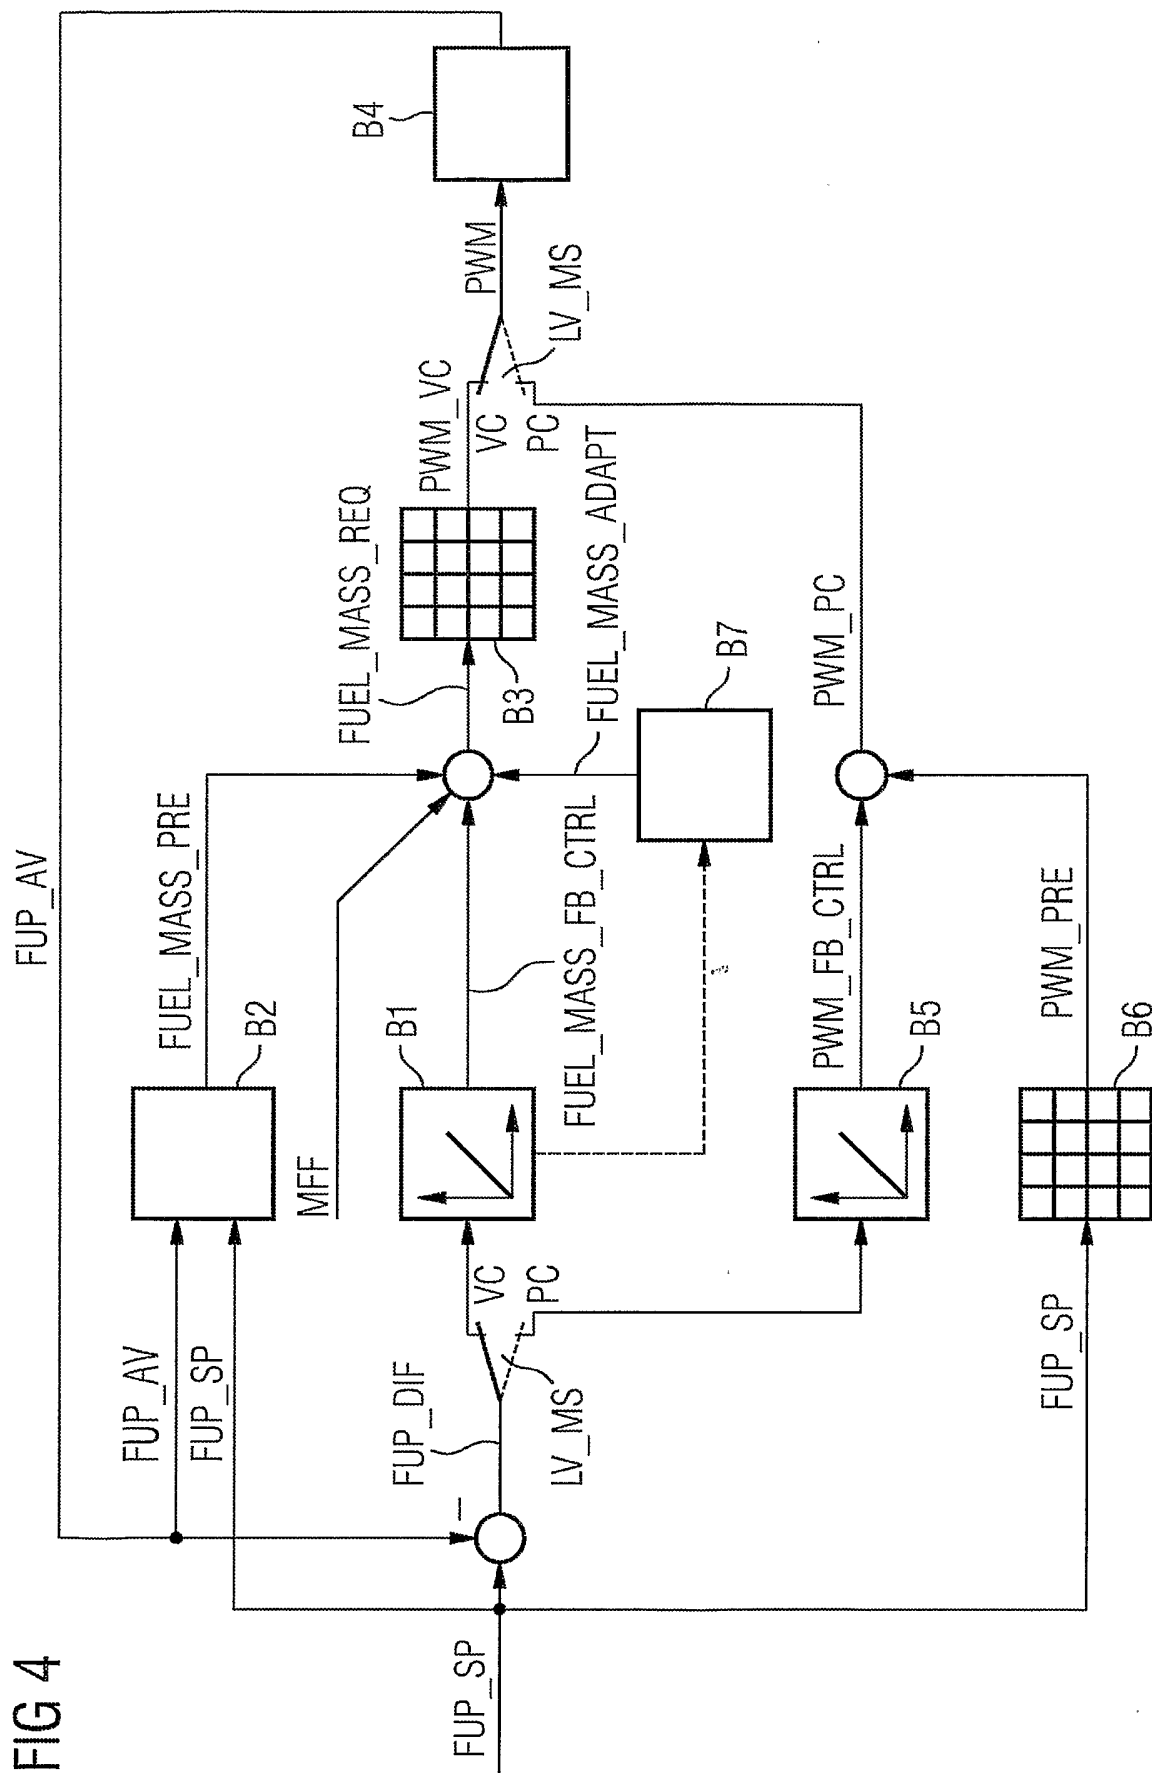 FIG 4
FUP_SP
FUP_AV
FUP_AV
FUP_SP
–
FUP_DIF
LV_MS
VC
PC
MFF
B2
FUEL_MASS_PRE
B1
FUEL_MASS_FB_CTRL
FUEL_MASS_REQ
B3
FUEL_MASS_ADAPT
B7
PWM_VC
VC
PC
LV_MS
PWM
B4
B5
PWM_FB_CTRL
PWM_PC
FUP_SP
B6
PWM_PRE